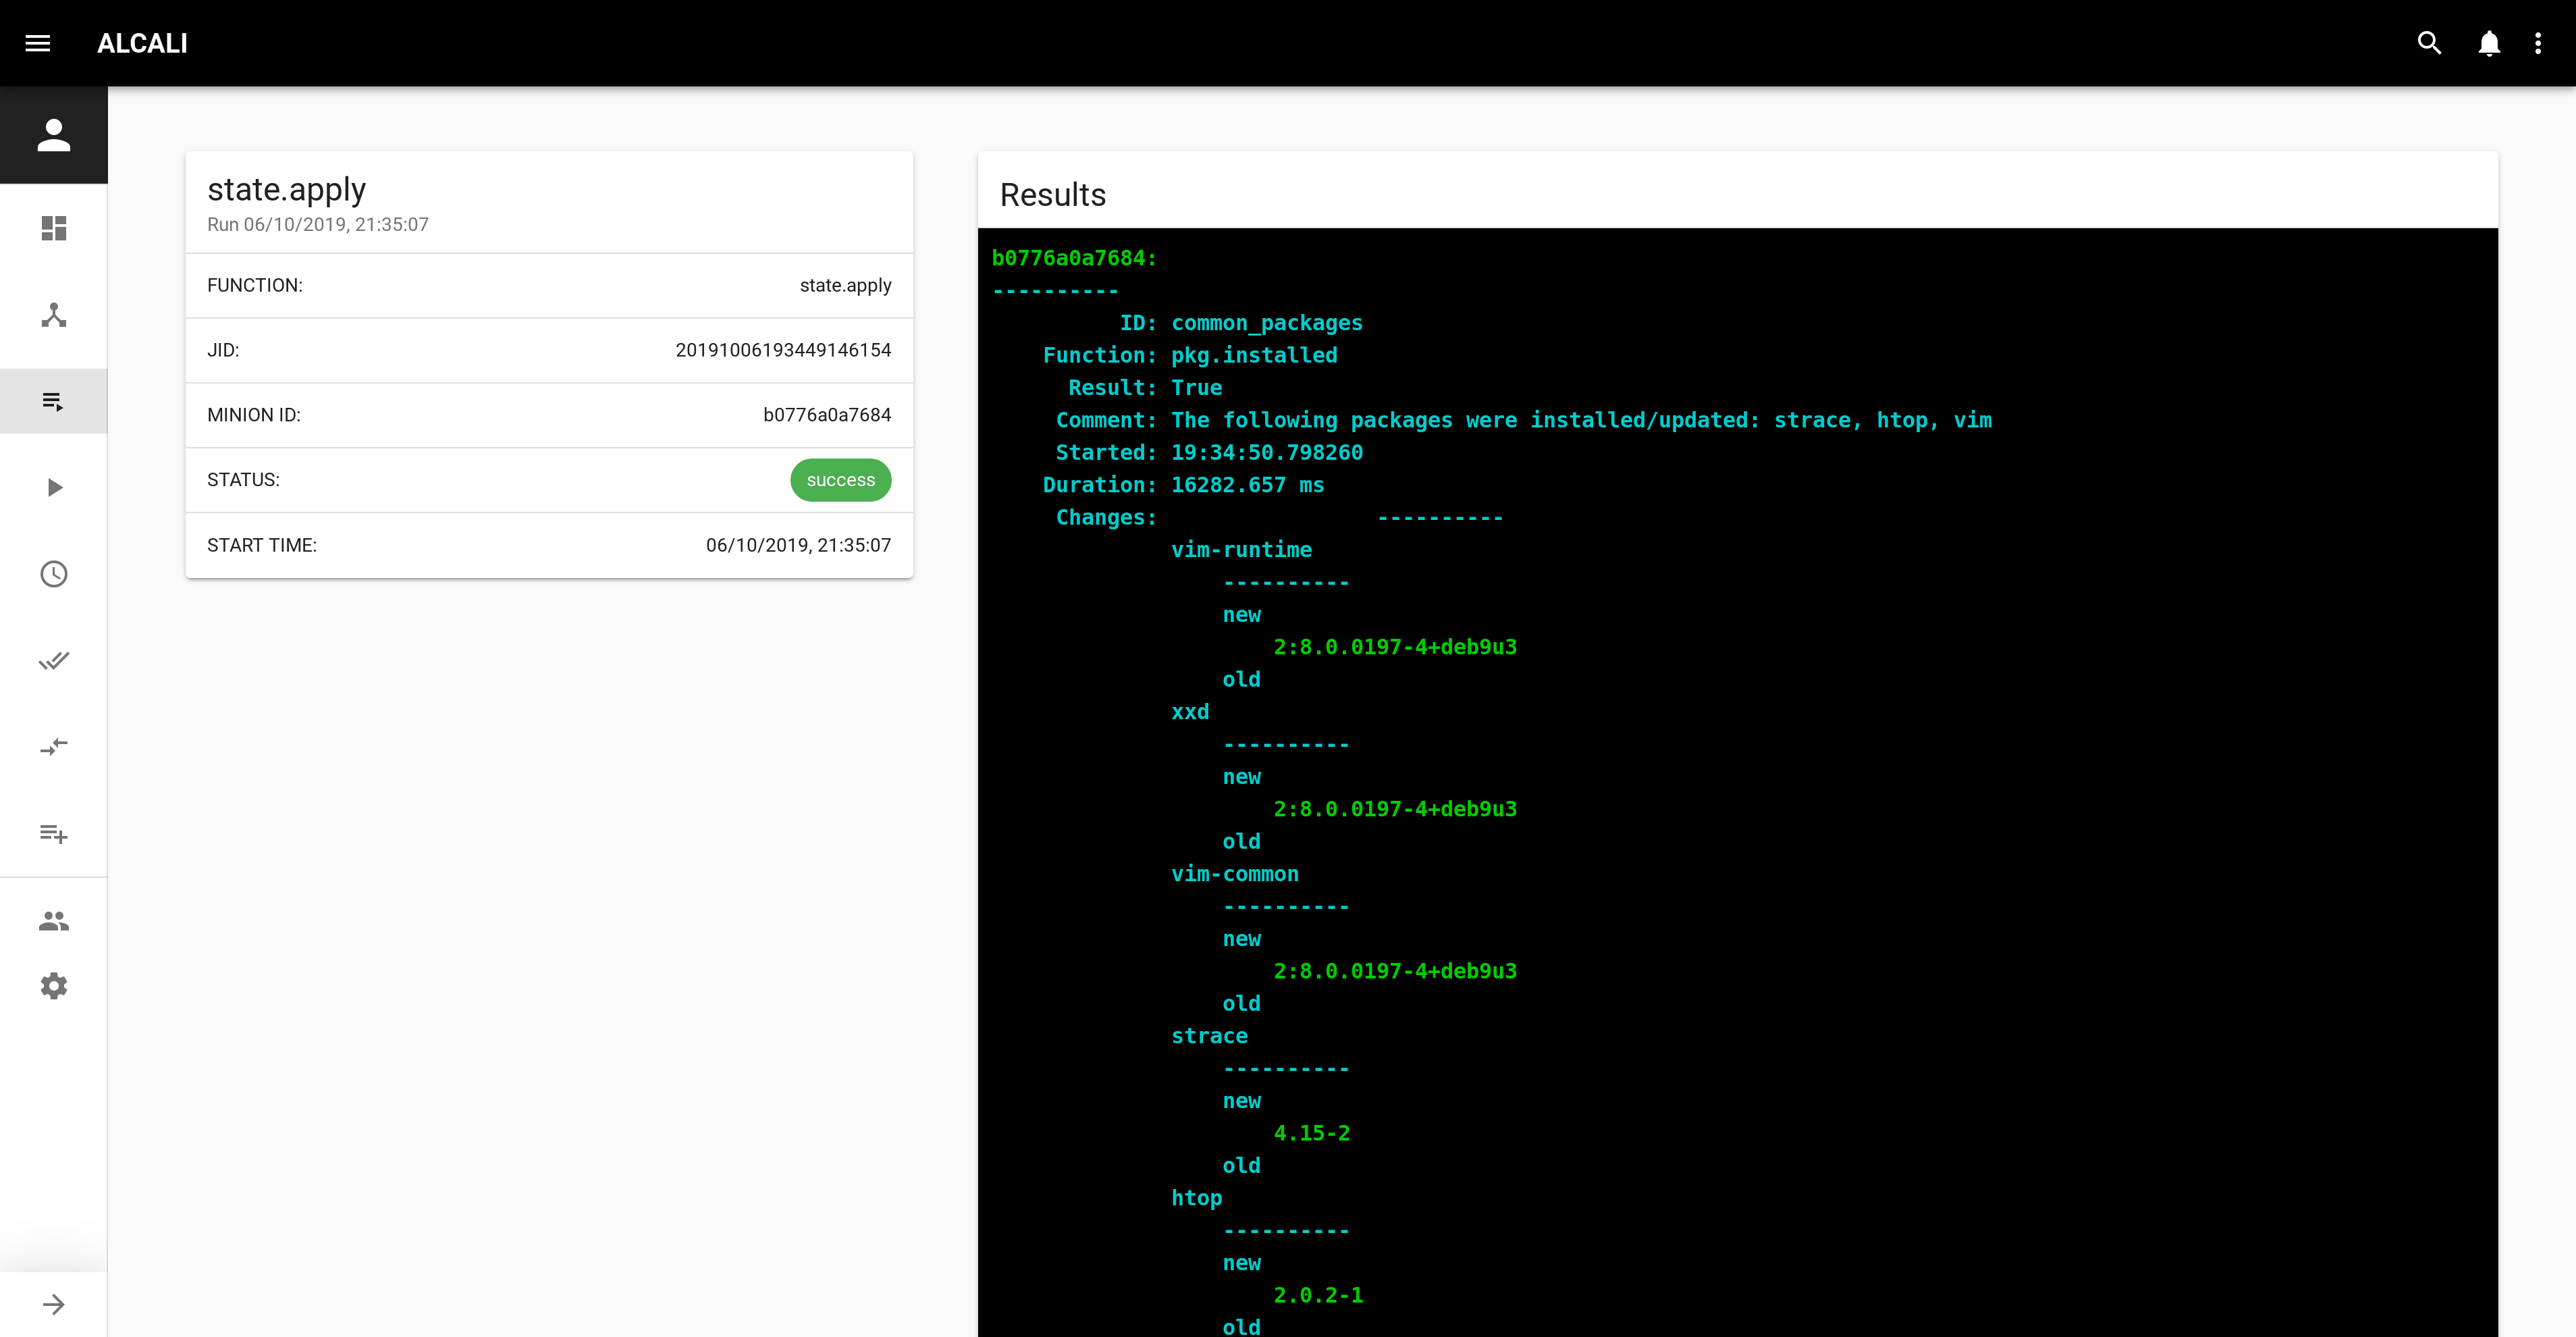 ALCALI
state.apply
Run 06/10/2019, 21:35:07
FUNCTION: state.apply
JID: 20191006193449146154
MINION ID: b0776a0a7684
STATUS: success
START TIME: 06/10/2019, 21:35:07
Results
b0776a0a7684:
----------
ID: common_packages
Function: pkg.installed
Result: True
Comment: The following packages were installed/updated: strace, htop, vim
Started: 19:34:50.798260
Duration: 16282.657 ms
Changes: ----------
vim-runtime
----------
new
2:8.0.0197-4+deb9u3
old
xxd
----------
new
2:8.0.0197-4+deb9u3
old
vim-common
----------
new
2:8.0.0197-4+deb9u3
old
strace
----------
new
4.15-2
old
htop
----------
new
2.0.2-1
old